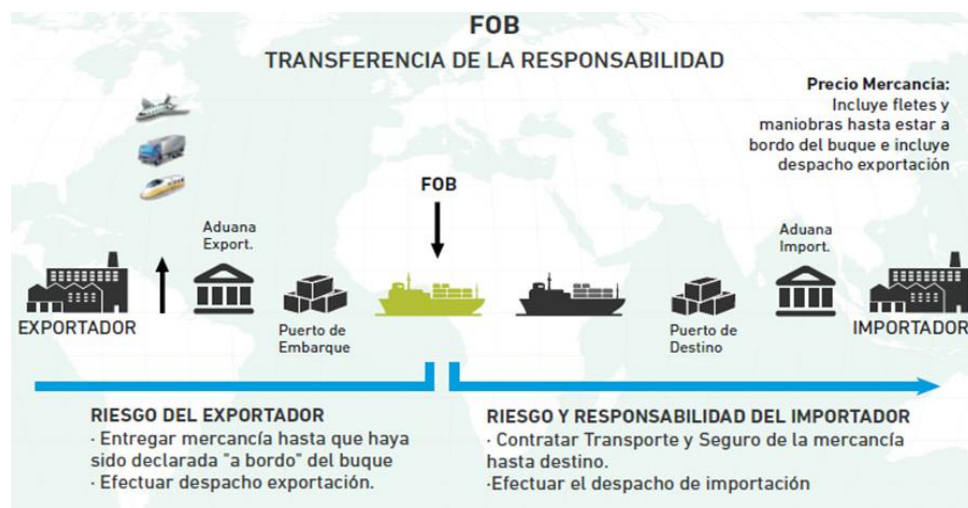 FOB
TRANSFERENCIA DE LA RESPONSABILIDAD
Precio Mercancía:
Incluye fletes y
maniobras hasta estar a
bordo del buque e incluye
despacho exportación
FOB
Aduana
Export.
Aduana
Import.
EXPORTADOR
Puerto de
Embarque
Puerto de
Destino
IMPORTADOR
RIESGO DEL EXPORTADOR
· Entregar mercancía hasta que haya
sido declarada "a bordo" del buque
· Efectuar despacho exportación.
RIESGO Y RESPONSABILIDAD DEL IMPORTADOR
· Contratar Transporte y Seguro de la mercancía
hasta destino.
·Efectuar el despacho de importación